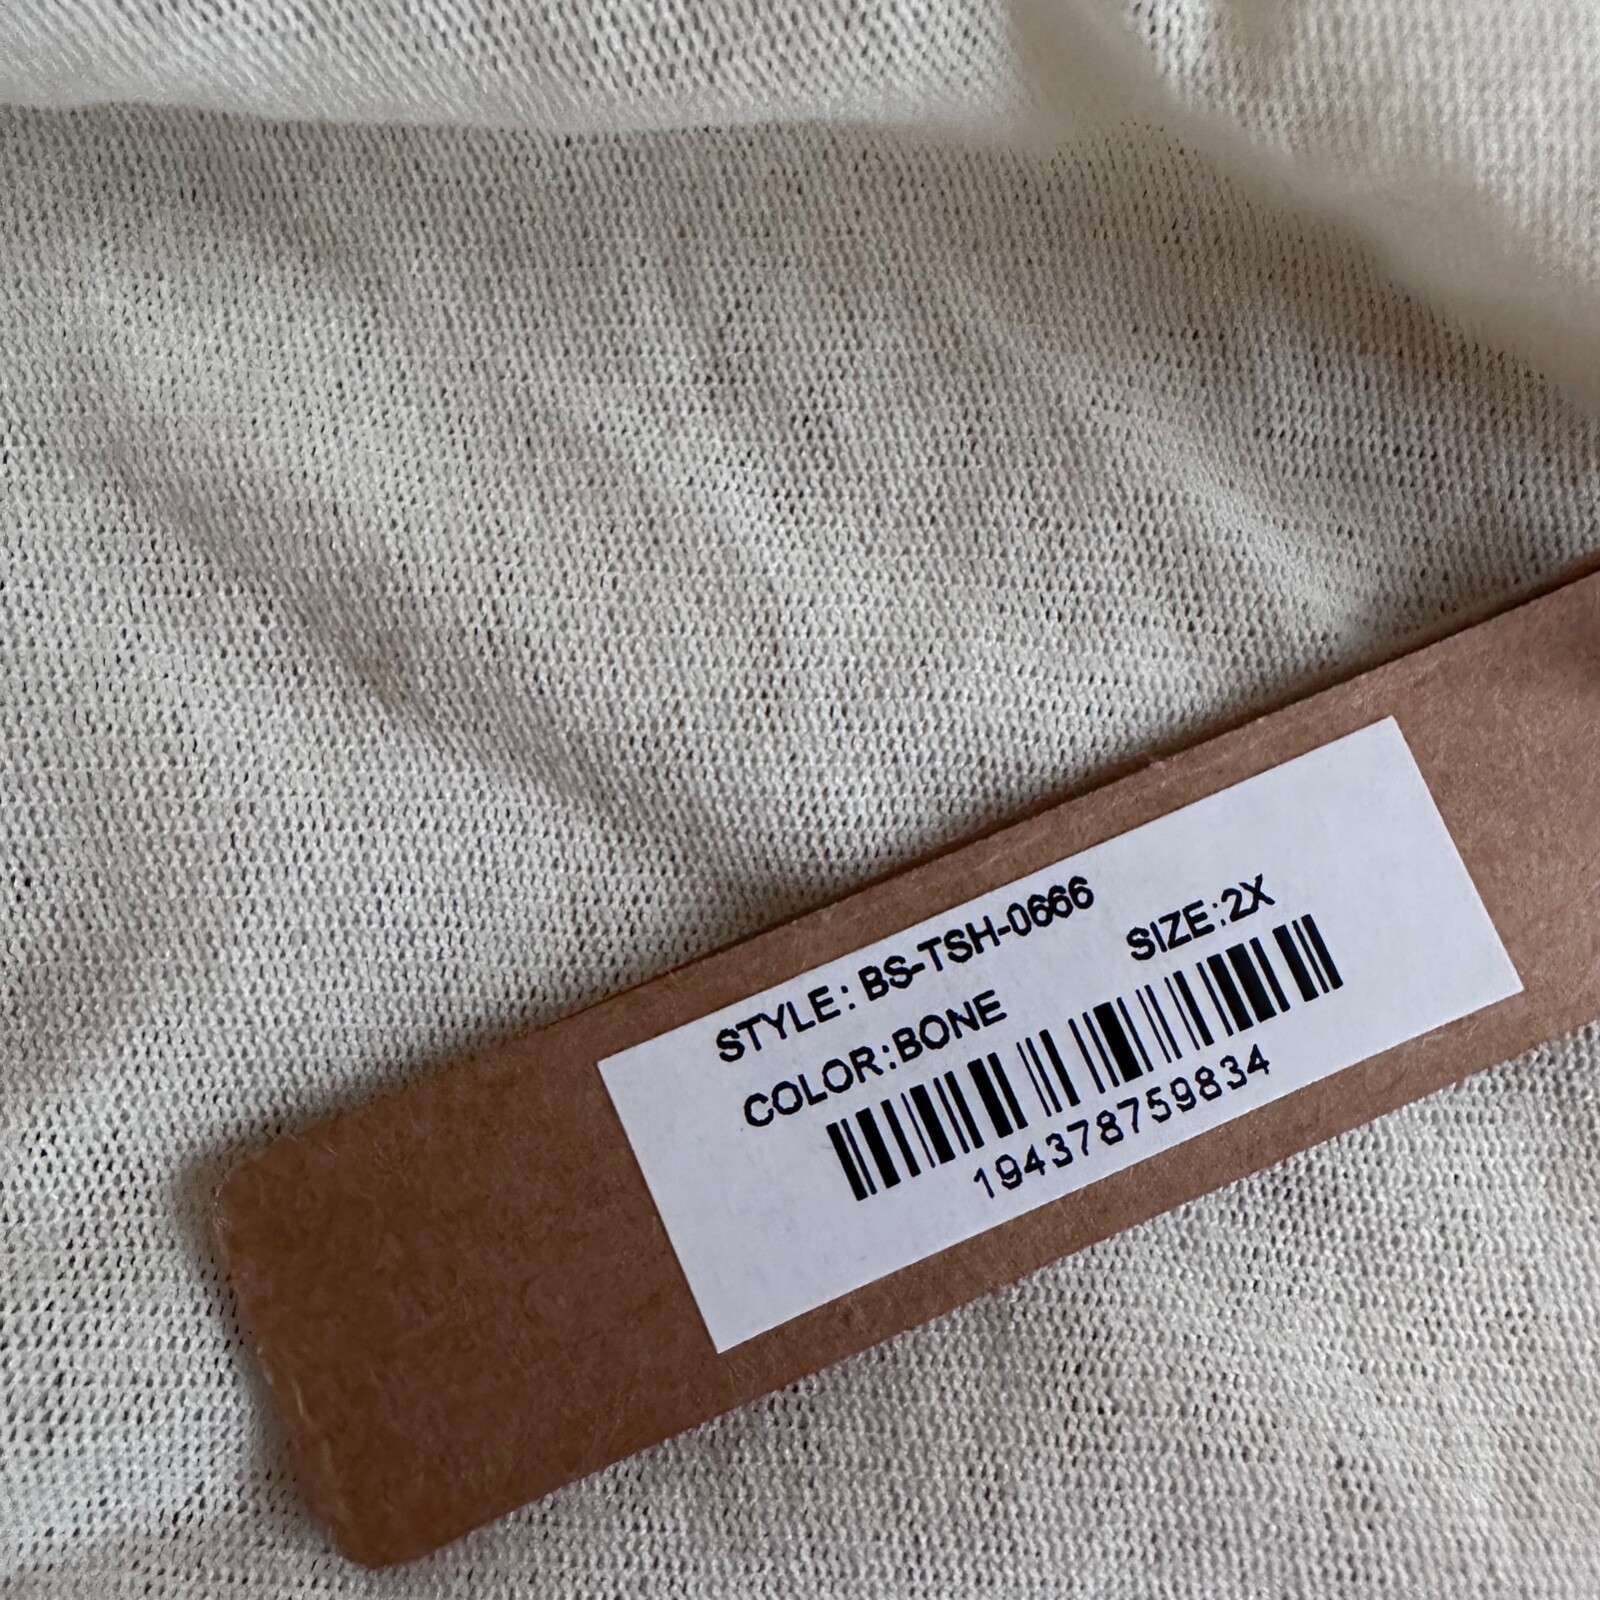 STYLE: BS-TSH-0666
COLOR:BONE SIZE:2X
194378759834